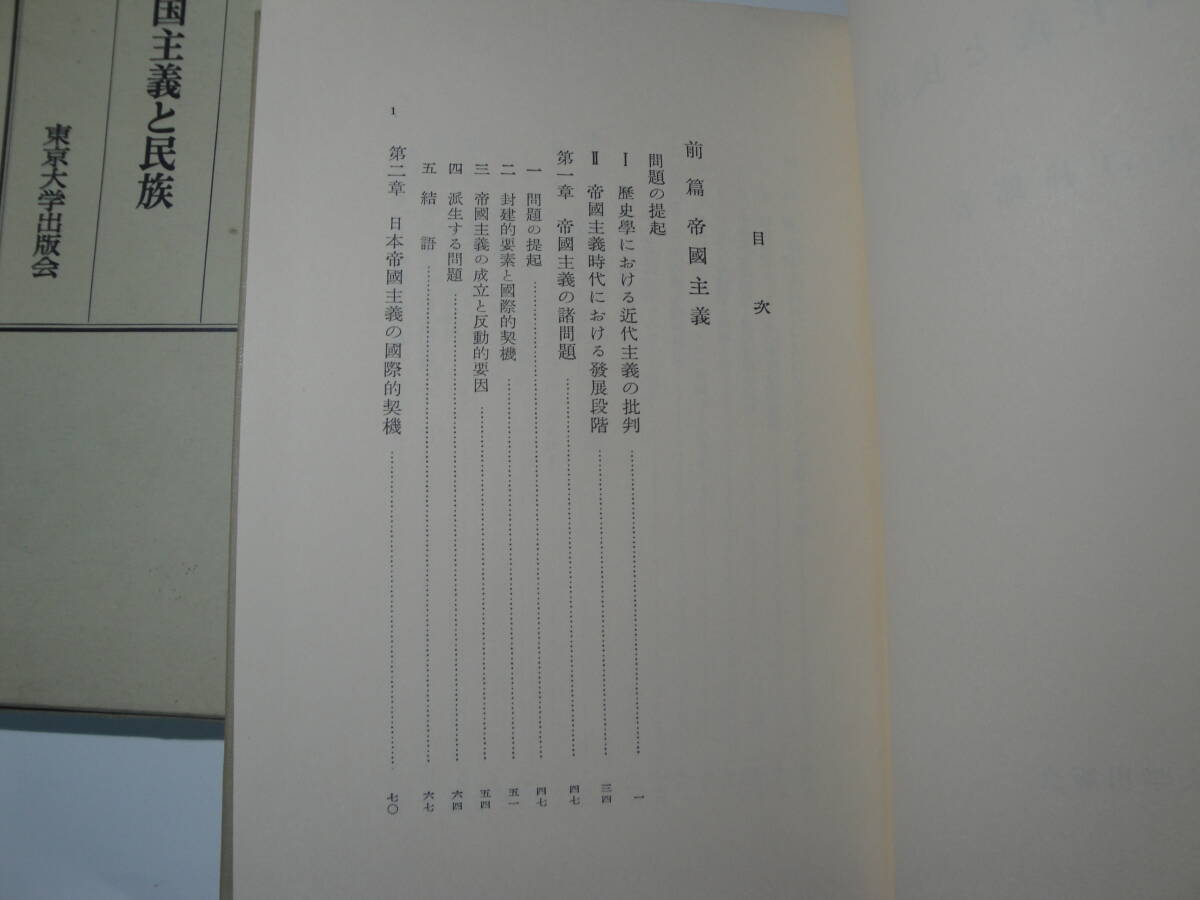 目次
前篇 帝國主義
問題の提起
Ⅰ 歷史學における近代主義の批判……一
Ⅱ 帝國主義時代における發展段階……三四
第一章 帝國主義の諸問題……四七
一 問題の提起……四七
二 封建的要素と國際的契機……五一
三 帝國主義の成立と反動的要因……五四
四 派生する問題……六四
五 結語……六七
第二章 日本帝國主義の國際的契機……七〇
1
国主義と民族
東京大学出版会